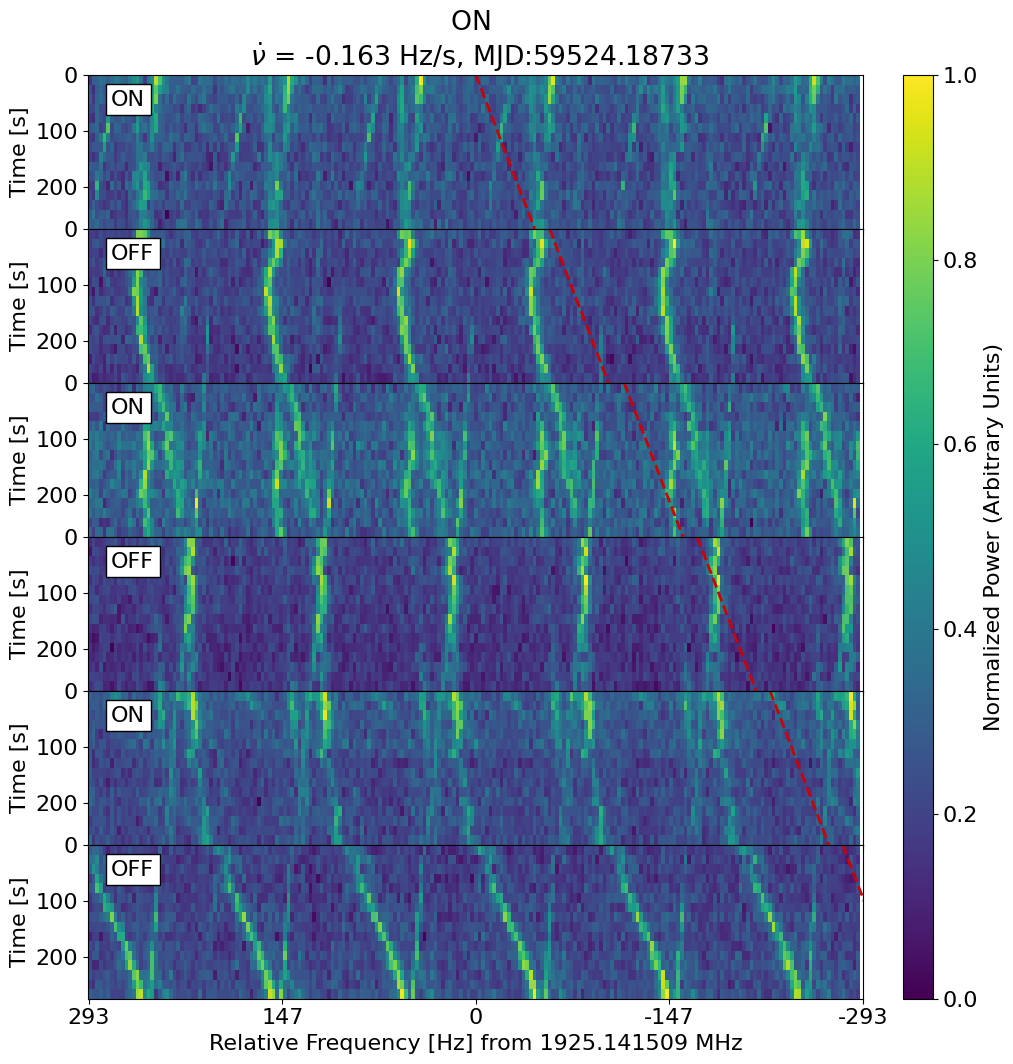 ON
ν̇ = -0.163 Hz/s, MJD:59524.18733
0
100
200
Time [s]
ON
0
100
200
Time [s]
OFF
0
100
200
Time [s]
ON
0
100
200
Time [s]
OFF
0
100
200
Time [s]
ON
0
100
200
Time [s]
OFF
293 147 0 -147 -293
Relative Frequency [Hz] from 1925.141509 MHz
1.0
0.8
0.6
0.4
0.2
0.0
Normalized Power (Arbitrary Units)